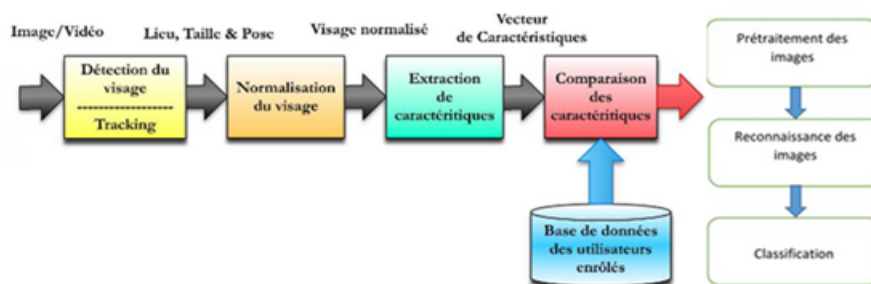 Image/Vidéo
Lieu, Taille & Pose
Visage normalisé
Vecteur
de Caractéristiques
Détection du
visage
--------------------
Tracking
Normalisation
du visage
Extraction
de
caractéritiques
Comparaison
des
caractéritiques
Base de données
des utilisateurs
enrôlés
Prétraitement des
images
Reconnaissance des
images
Classification